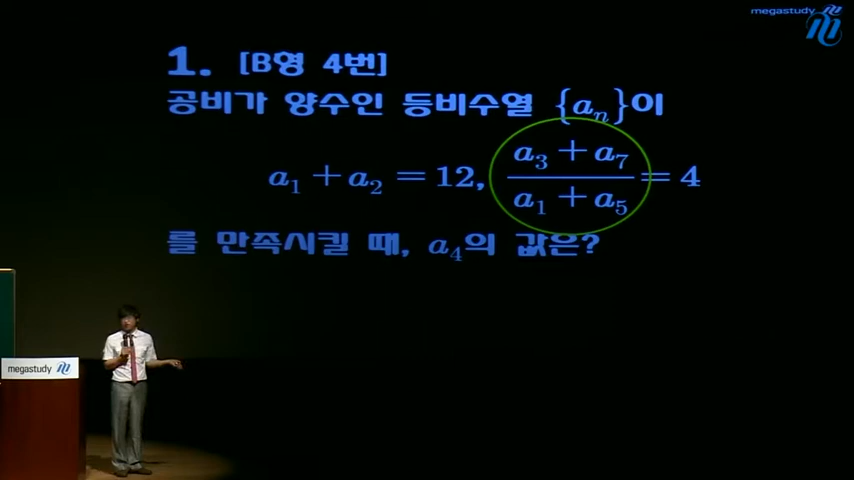 megastudy
1. [B형 4번]
공비가 양수인 등비수열 {aₙ}이
a₁ + a₂ = 12, (a₃ + a₇)/(a₁ + a₅) = 4
를 만족시킬 때, a₄의 값은?
megastudy